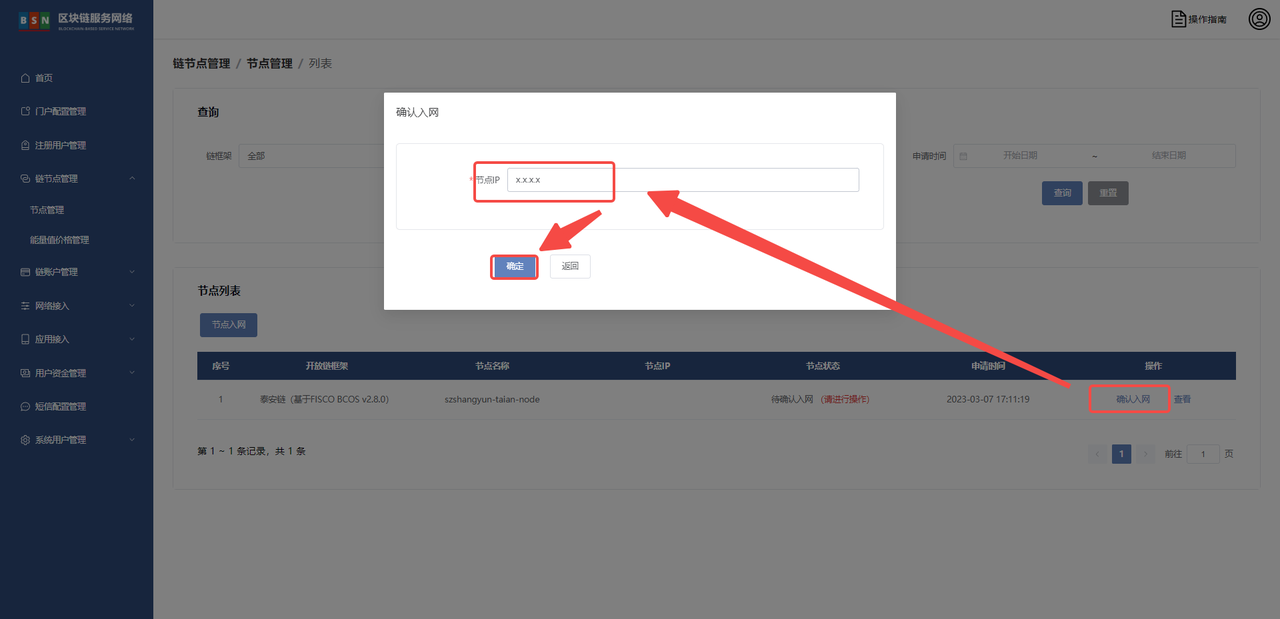 BSN 区块链服务网络
BLOCKCHAIN-BASED SERVICE NETWORK
操作指南
首页
门户配置管理
注册用户管理
链节点管理
节点管理
能量值价格管理
链账户管理
网络接入
应用接入
用户资金管理
短信配置管理
系统用户管理
链节点管理 / 节点管理 / 列表
查询
链框架 全部
申请时间 开始日期 ~ 结束日期
查询 重置
确认入网
*节点IP x.x.x.x
确定 返回
节点列表
节点入网
序号 开放链框架 节点名称 节点IP 节点状态 申请时间 操作
1 泰安链（基于FISCO BCOS v2.8.0） szshangyun-taian-node 待确认入网 （请进行操作） 2023-03-07 17:11:19 确认入网 查看
第 1 ~ 1 条记录，共 1 条
1 前往 1 页